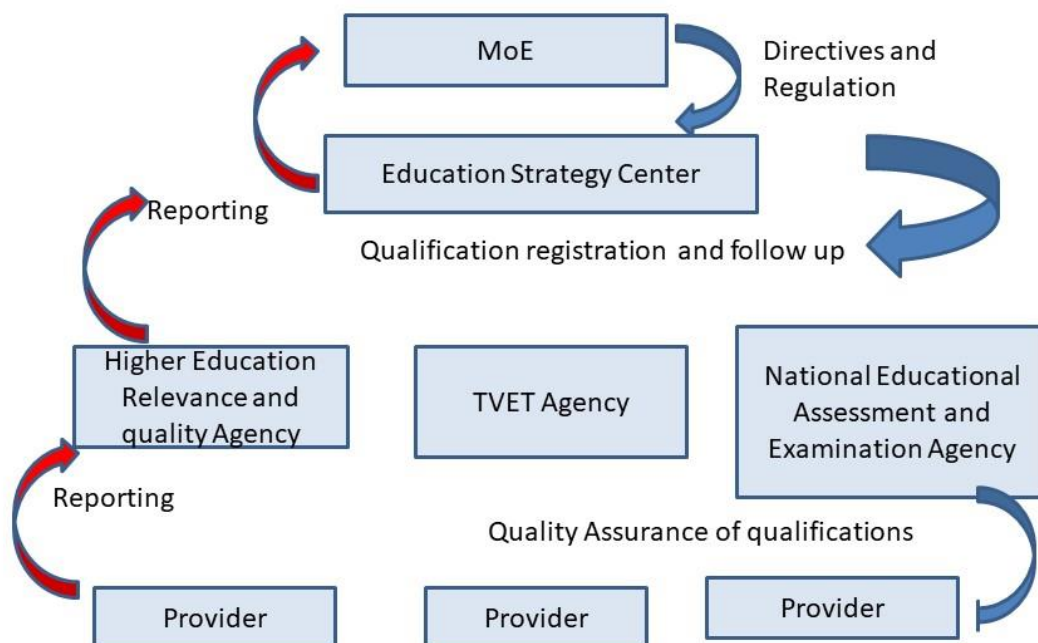 MoE
Directives and
Regulation
Education Strategy Center
Reporting
Qualification registration and follow up
Higher Education
Relevance and
quality Agency
TVET Agency
National Educational
Assessment and
Examination Agency
Reporting
Quality Assurance of qualifications
Provider
Provider
Provider